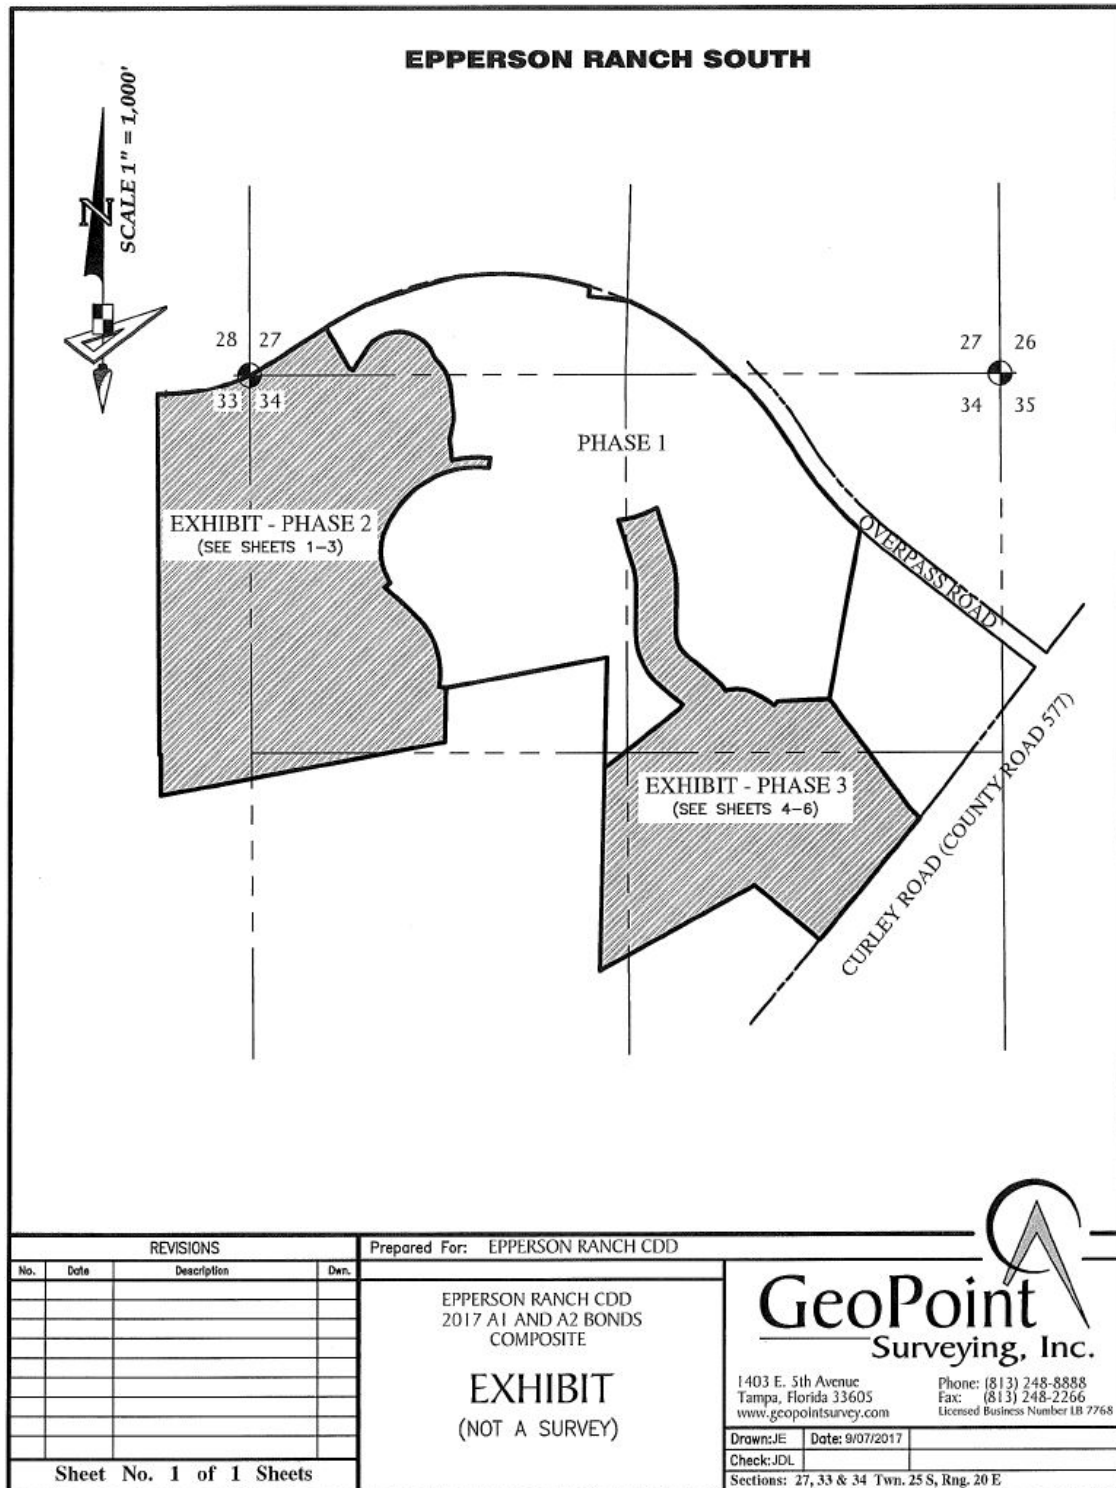 EPPERSON RANCH SOUTH
SCALE 1" = 1,000'
N
28 27
33 34
27 26
34 35
PHASE 1
EXHIBIT - PHASE 2
(SEE SHEETS 1-3)
OVERPASS ROAD
EXHIBIT - PHASE 3
(SEE SHEETS 4-6)
CURLEY ROAD (COUNTY ROAD 577)
REVISIONS
No. Date Description Dwn.
Sheet No. 1 of 1 Sheets
Prepared For: EPPERSON RANCH CDD
EPPERSON RANCH CDD
2017 A1 AND A2 BONDS
COMPOSITE
EXHIBIT
(NOT A SURVEY)
GeoPoint
Surveying, Inc.
1403 E. 5th Avenue
Tampa, Florida 33605
www.geopointsurvey.com
Phone: (813) 248-8888
Fax: (813) 248-2266
Licensed Business Number LB 7768
Drawn:JE Date: 9/07/2017
Check:JDL
Sections: 27, 33 & 34 Twn. 25 S, Rng. 20 E